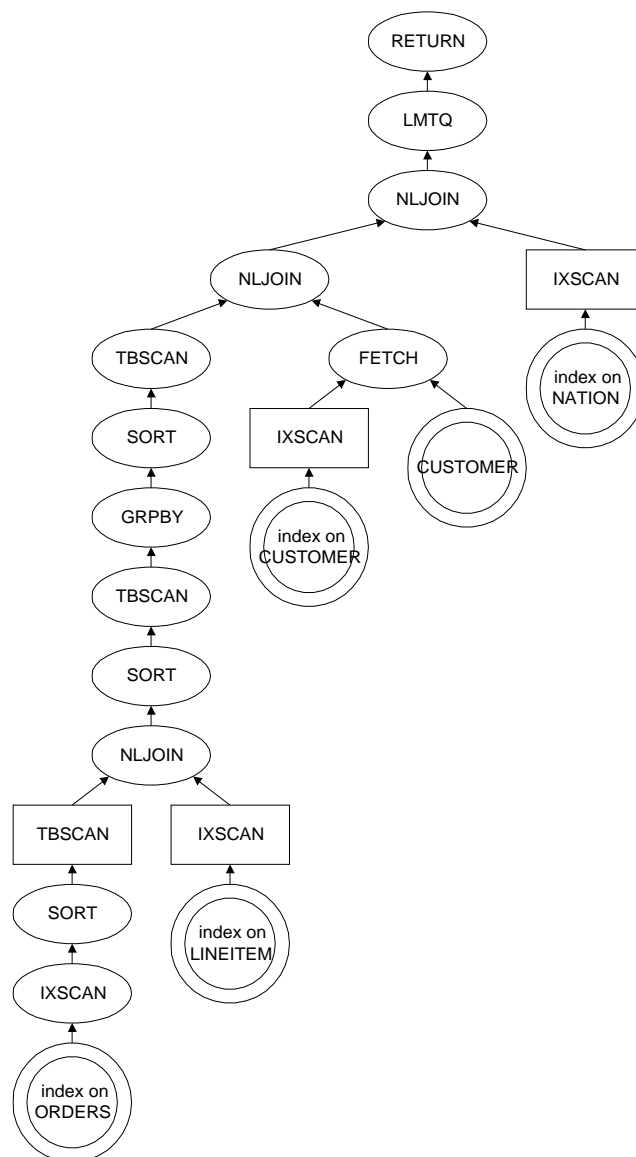 RETURN
LMTQ
NLJOIN
NLJOIN
IXSCAN
TBSCAN
FETCH
index on
NATION
SORT
IXSCAN
CUSTOMER
GRPBY
index on
CUSTOMER
TBSCAN
SORT
NLJOIN
TBSCAN
IXSCAN
SORT
index on
LINEITEM
IXSCAN
index on
ORDERS